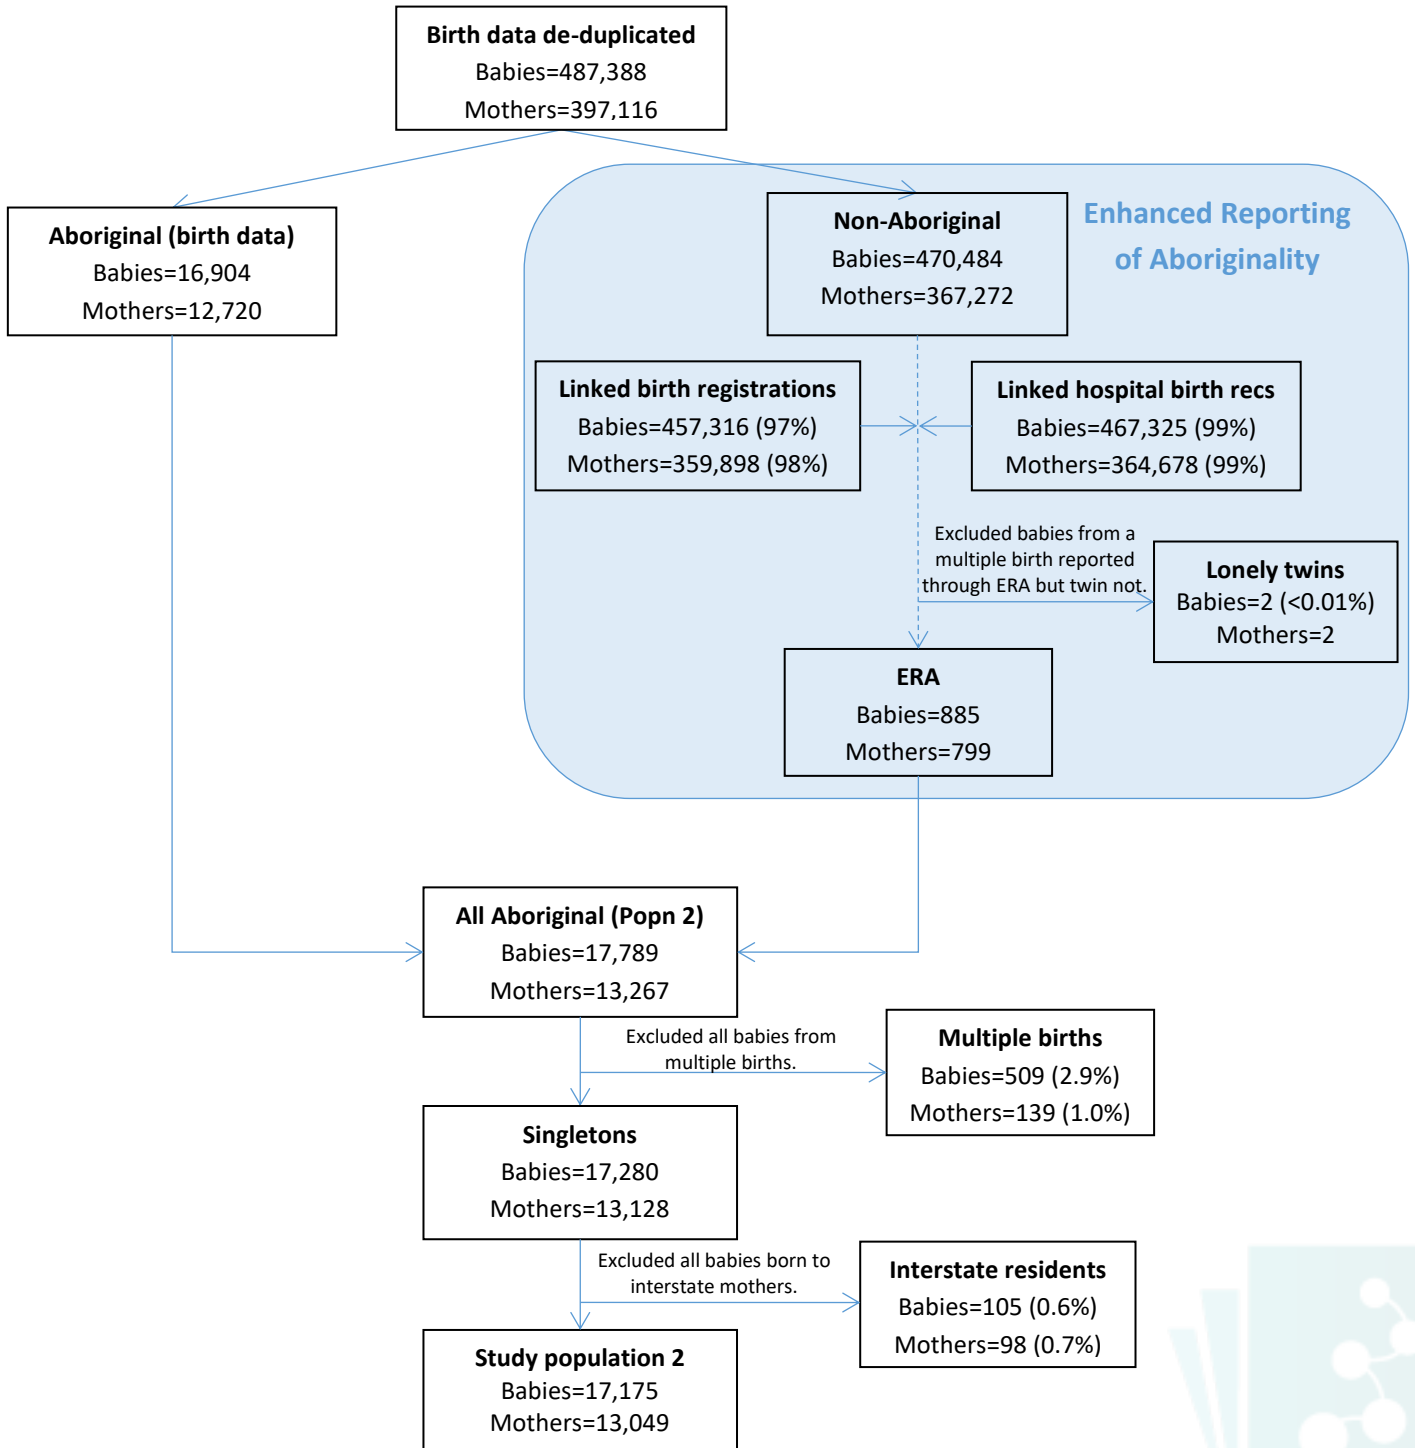 Birth data de-duplicated
Babies=487,388
Mothers=397,116
Aboriginal (birth data)
Babies=16,904
Mothers=12,720
Non-Aboriginal
Babies=470,484
Mothers=367,272
Enhanced Reporting
of Aboriginality
Linked birth registrations
Babies=457,316 (97%)
Mothers=359,898 (98%)
Linked hospital birth recs
Babies=467,325 (99%)
Mothers=364,678 (99%)
Excluded babies from a
multiple birth reported
through ERA but twin not.
Lonely twins
Babies=2 (<0.01%)
Mothers=2
ERA
Babies=885
Mothers=799
All Aboriginal (Popn 2)
Babies=17,789
Mothers=13,267
Excluded all babies from
multiple births.
Multiple births
Babies=509 (2.9%)
Mothers=139 (1.0%)
Singletons
Babies=17,280
Mothers=13,128
Excluded all babies born to
interstate mothers.
Interstate residents
Babies=105 (0.6%)
Mothers=98 (0.7%)
Study population 2
Babies=17,175
Mothers=13,049